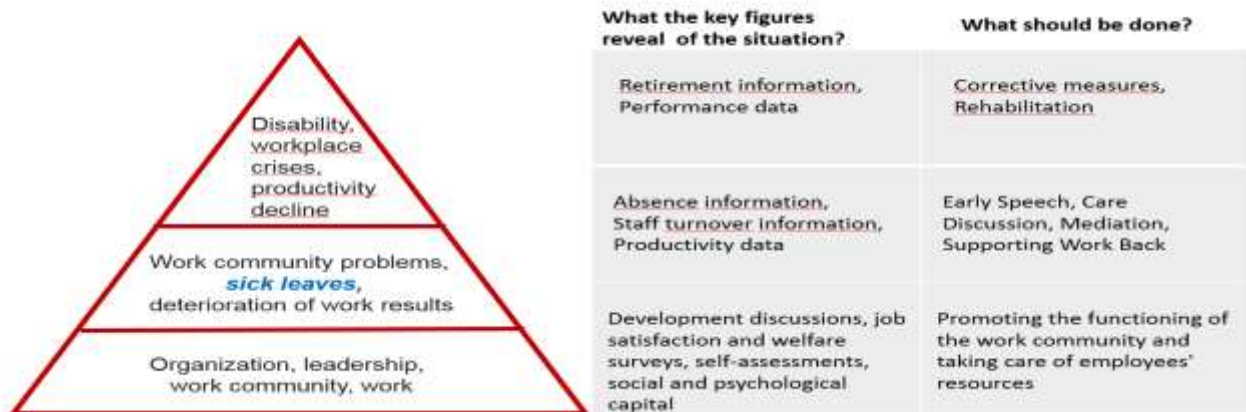 What the key figures
reveal of the situation?
What should be done?
Disability,
workplace
crises,
productivity
decline
Retirement information,
Performance data
Corrective measures,
Rehabilitation
Work community problems,
sick leaves,
deterioration of work results
Absence information,
Staff turnover information,
Productivity data
Early Speech, Care
Discussion, Mediation,
Supporting Work Back
Organization, leadership,
work community, work
Development discussions, job
satisfaction and welfare
surveys, self-assessments,
social and psychological
capital
Promoting the functioning of
the work community and
taking care of employees'
resources